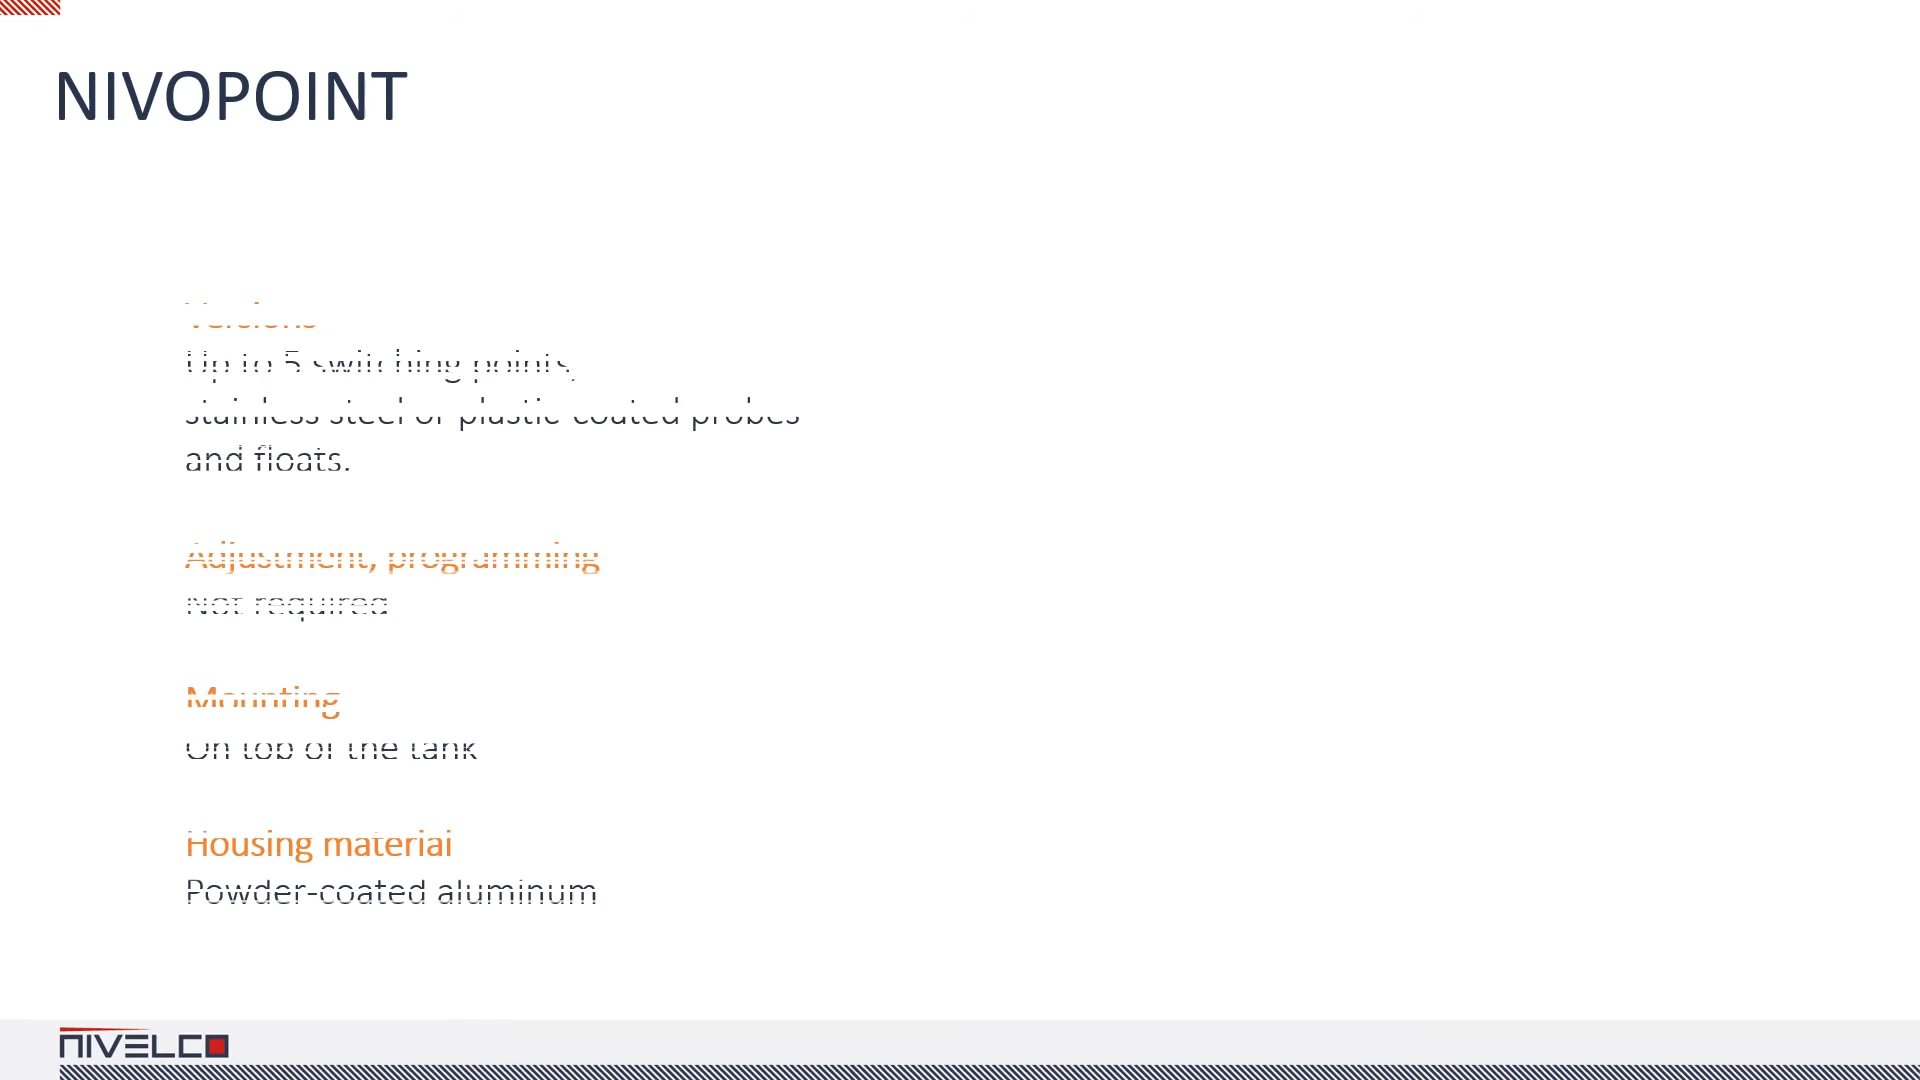 NIVOPOINT
Versions
Up to 5 switching points,
stainless steel or plastic coated probes
and floats.
Adjustment, programming
Not required
Mounting
On top of the tank
Housing material
Powder-coated aluminum
NIVELCO